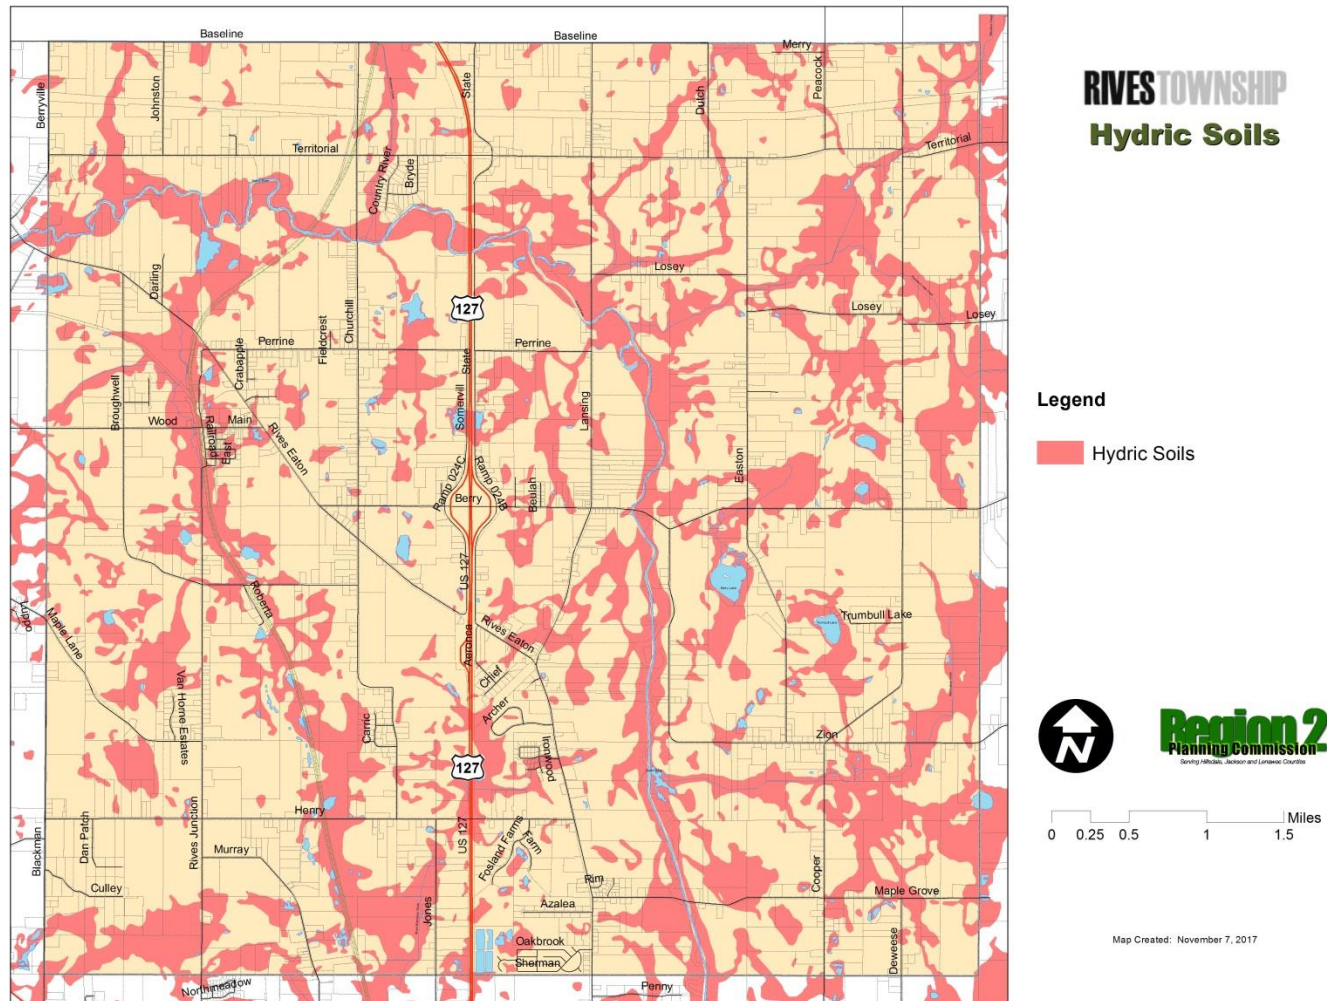 Baseline
Baseline
Merry
RIVES TOWNSHIP
Hydric Soils
Berryville
Johnston
State
Dutch
Peacock
Territorial
Territorial
Country River
Bryde
Darling
Losey
Losey
Losey
127
Churchill
Fieldcrest
Crabapple
Perrine
Perrine
State
Broughwell
Wood
Main
Railroad
East
Rives Eaton
Somervill
Lansing
Legend
Hydric Soils
Ramp 024C
Ramp 024B
Berry
Beulah
Easton
US 127
Roberta
Luppo
Maple Lane
Trumbull Lake
Rives Eaton
Aeronca
Chief
Archer
Van Horne Estates
Carric
Ironwood
Zion
127
N
Region 2
Planning Commission
Serving Hillsdale, Jackson and Lenawee Counties
Henry
0 0.25 0.5 1 1.5 Miles
Blackman
Dan Patch
Rives Junction
Murray
US 127
Fosland Farms
Farm
Culley
Jones
Rim
Cooper
Maple Grove
Azalea
Oakbrook
Sherman
Deweese
Map Created: November 7, 2017
Northmeadow
Penny